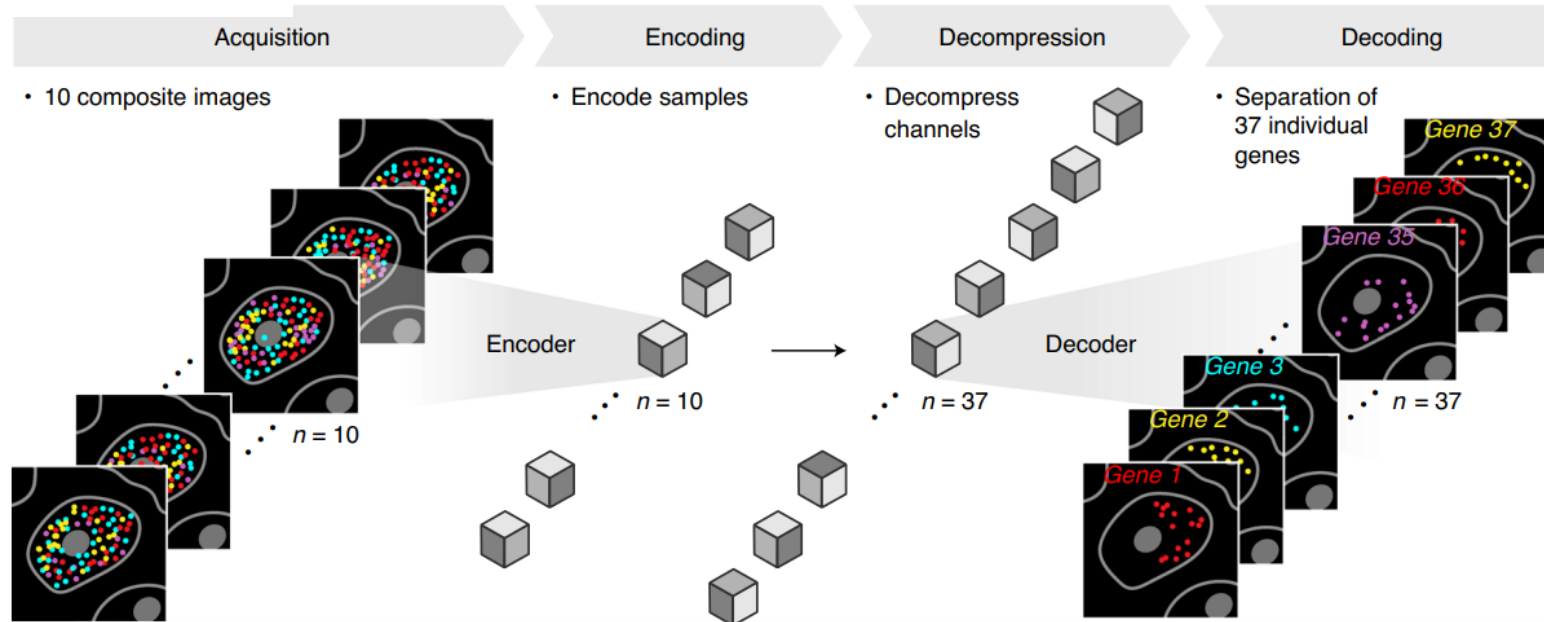 Acquisition
Encoding
Decompression
Decoding
• 10 composite images
• Encode samples
• Decompress
channels
• Separation of
37 individual
genes
Gene 37
Gene 36
Gene 35
Encoder
Decoder
Gene 3
n = 10
n = 10
n = 37
n = 37
Gene 2
Gene 1